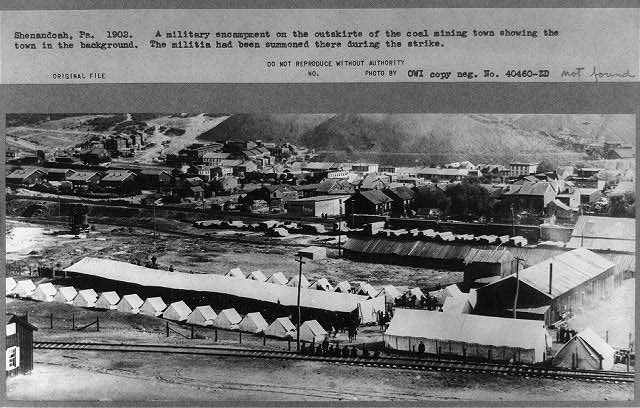 Shenandoah, Pa. 1902. A military encampment on the outskirts of the coal mining town showing the
town in the background. The militia had been summoned there during the strike.
DO NOT REPRODUCE WITHOUT AUTHORITY
ORIGINAL FILE NO. PHOTO BY OWI copy neg. No. 40460-ZD not found